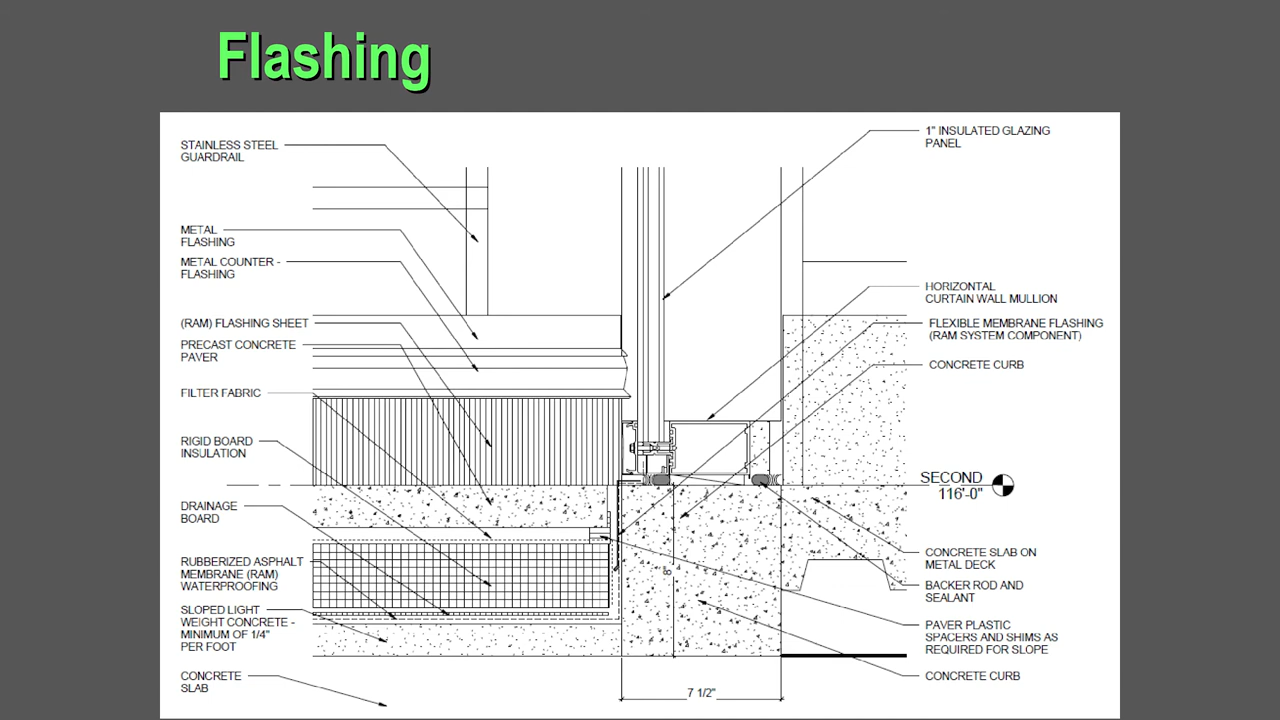 Flashing
STAINLESS STEEL
GUARDRAIL
METAL
FLASHING
METAL COUNTER -
FLASHING
(RAM) FLASHING SHEET
PRECAST CONCRETE
PAVER
FILTER FABRIC
RIGID BOARD
INSULATION
DRAINAGE
BOARD
RUBBERIZED ASPHALT
MEMBRANE (RAM)
WATERPROOFING
SLOPED LIGHT
WEIGHT CONCRETE -
MINIMUM OF 1/4"
PER FOOT
CONCRETE
SLAB
8"
7 1/2"
1" INSULATED GLAZING
PANEL
HORIZONTAL
CURTAIN WALL MULLION
FLEXIBLE MEMBRANE FLASHING
(RAM SYSTEM COMPONENT)
CONCRETE CURB
SECOND
116'-0"
CONCRETE SLAB ON
METAL DECK
BACKER ROD AND
SEALANT
PAVER PLASTIC
SPACERS AND SHIMS AS
REQUIRED FOR SLOPE
CONCRETE CURB